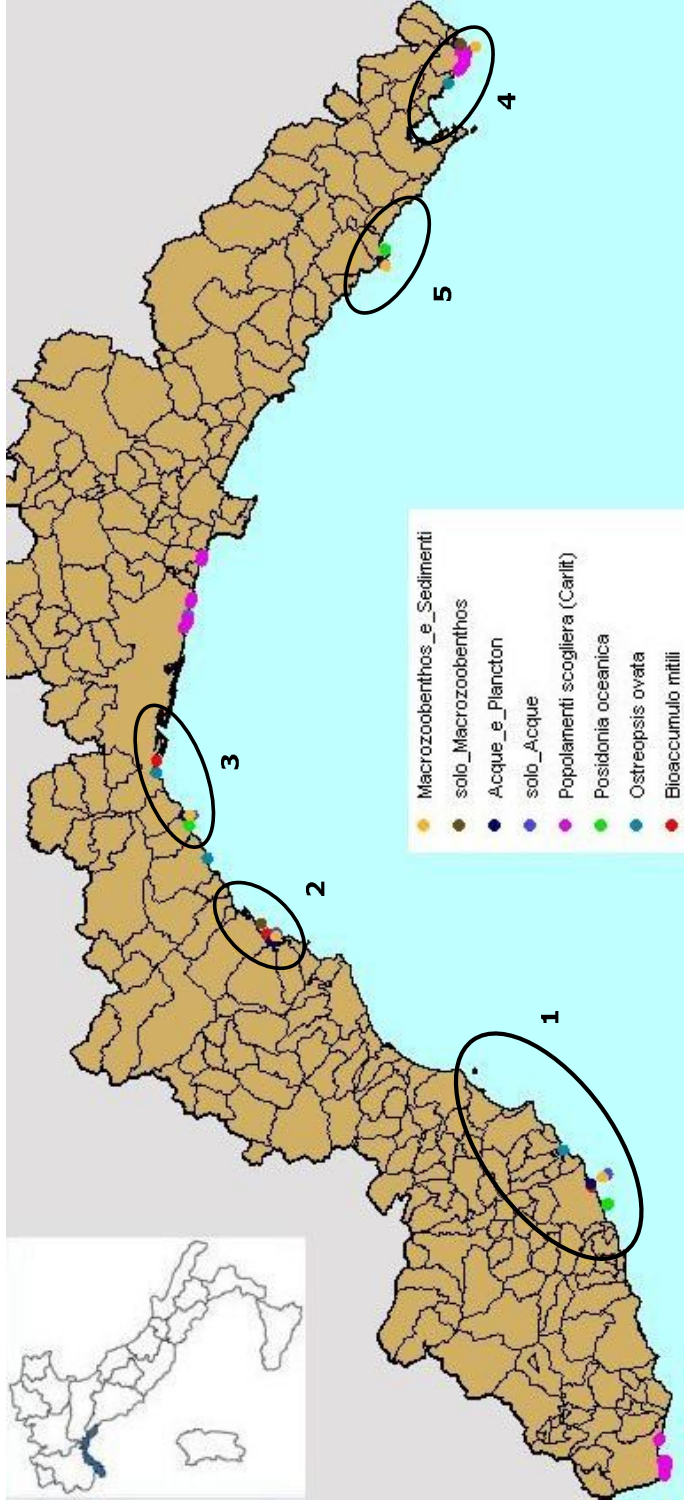 4
5
3
2
1
Macrozoobenthos_e_Sedimenti
solo_Macrozoobenthos
Acque_e_Plancton
solo_Acque
Popolamenti scogliera (Carlit)
Posidonia oceanica
Ostreopsis ovata
Bioaccumulo mitili